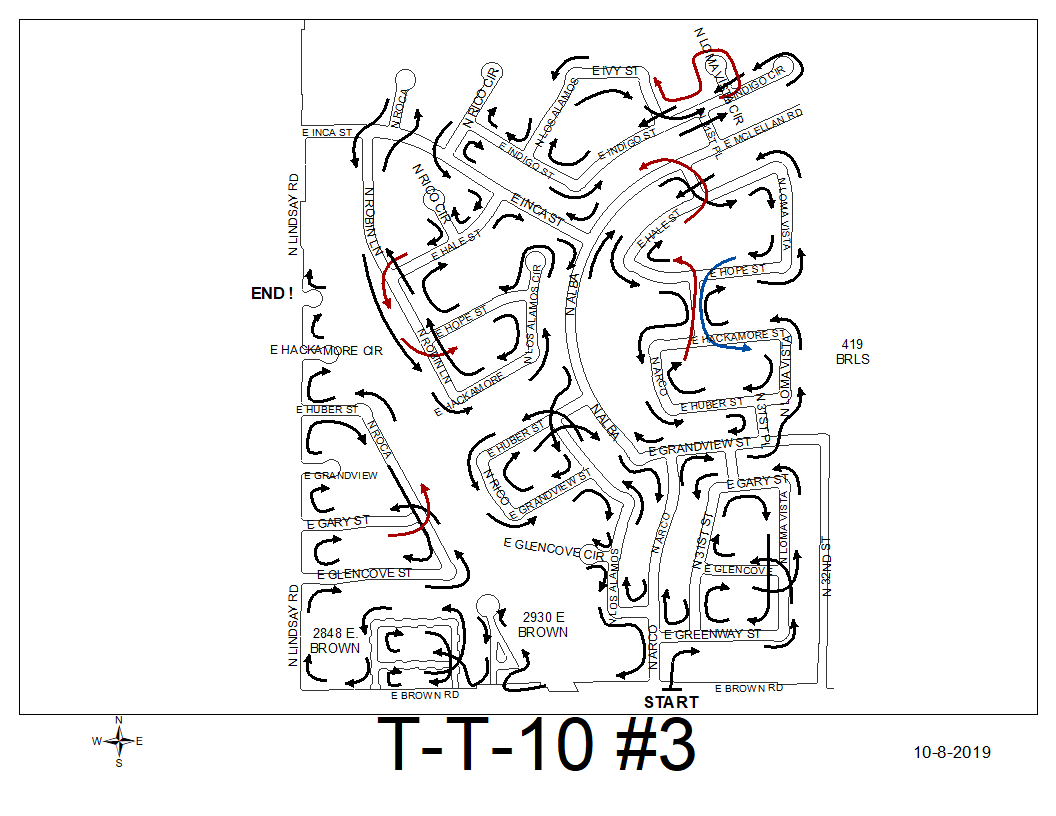 N LOMA VISTA CIR
E IVY ST
E INDIGO CIR
N RICO CIR
N ROCA
N LOS ALAMOS
E INCA ST
E INDIGO ST
E INDIGO ST
E MCLELLAN RD
N LINDSAY RD
N ROBIN LN
N RICO CIR
E INCA ST
E HALE ST
E HALE ST
N LOMA VISTA
E HOPE ST
END !
N ALBA
N LOS ALAMOS CIR
E HOPE ST
E HACKAMORE CIR
N ROBIN LN
E HACKAMORE ST
419
BRLS
N ARCO
N LOMA VISTA
E HACKAMORE
E HUBER ST
E HUBER ST
N 31ST PL
N ROCA
N ALBA
E HUBER ST
E GRANDVIEW ST
E GRANDVIEW
N RICO
E GRANDVIEW ST
E GARY ST
E GARY ST
N LOMA VISTA
N ARCO
N 31ST ST
E GLENCOVE CIR
E GLENCOVE ST
E GLENCOVE
N 32ND ST
N LOS ALAMOS
N LINDSAY RD
2848 E.
BROWN
2930 E
BROWN
E GREENWAY ST
N ARCO
E BROWN RD
E BROWN RD
START
N
W E
S
T-T-10 #3
10-8-2019